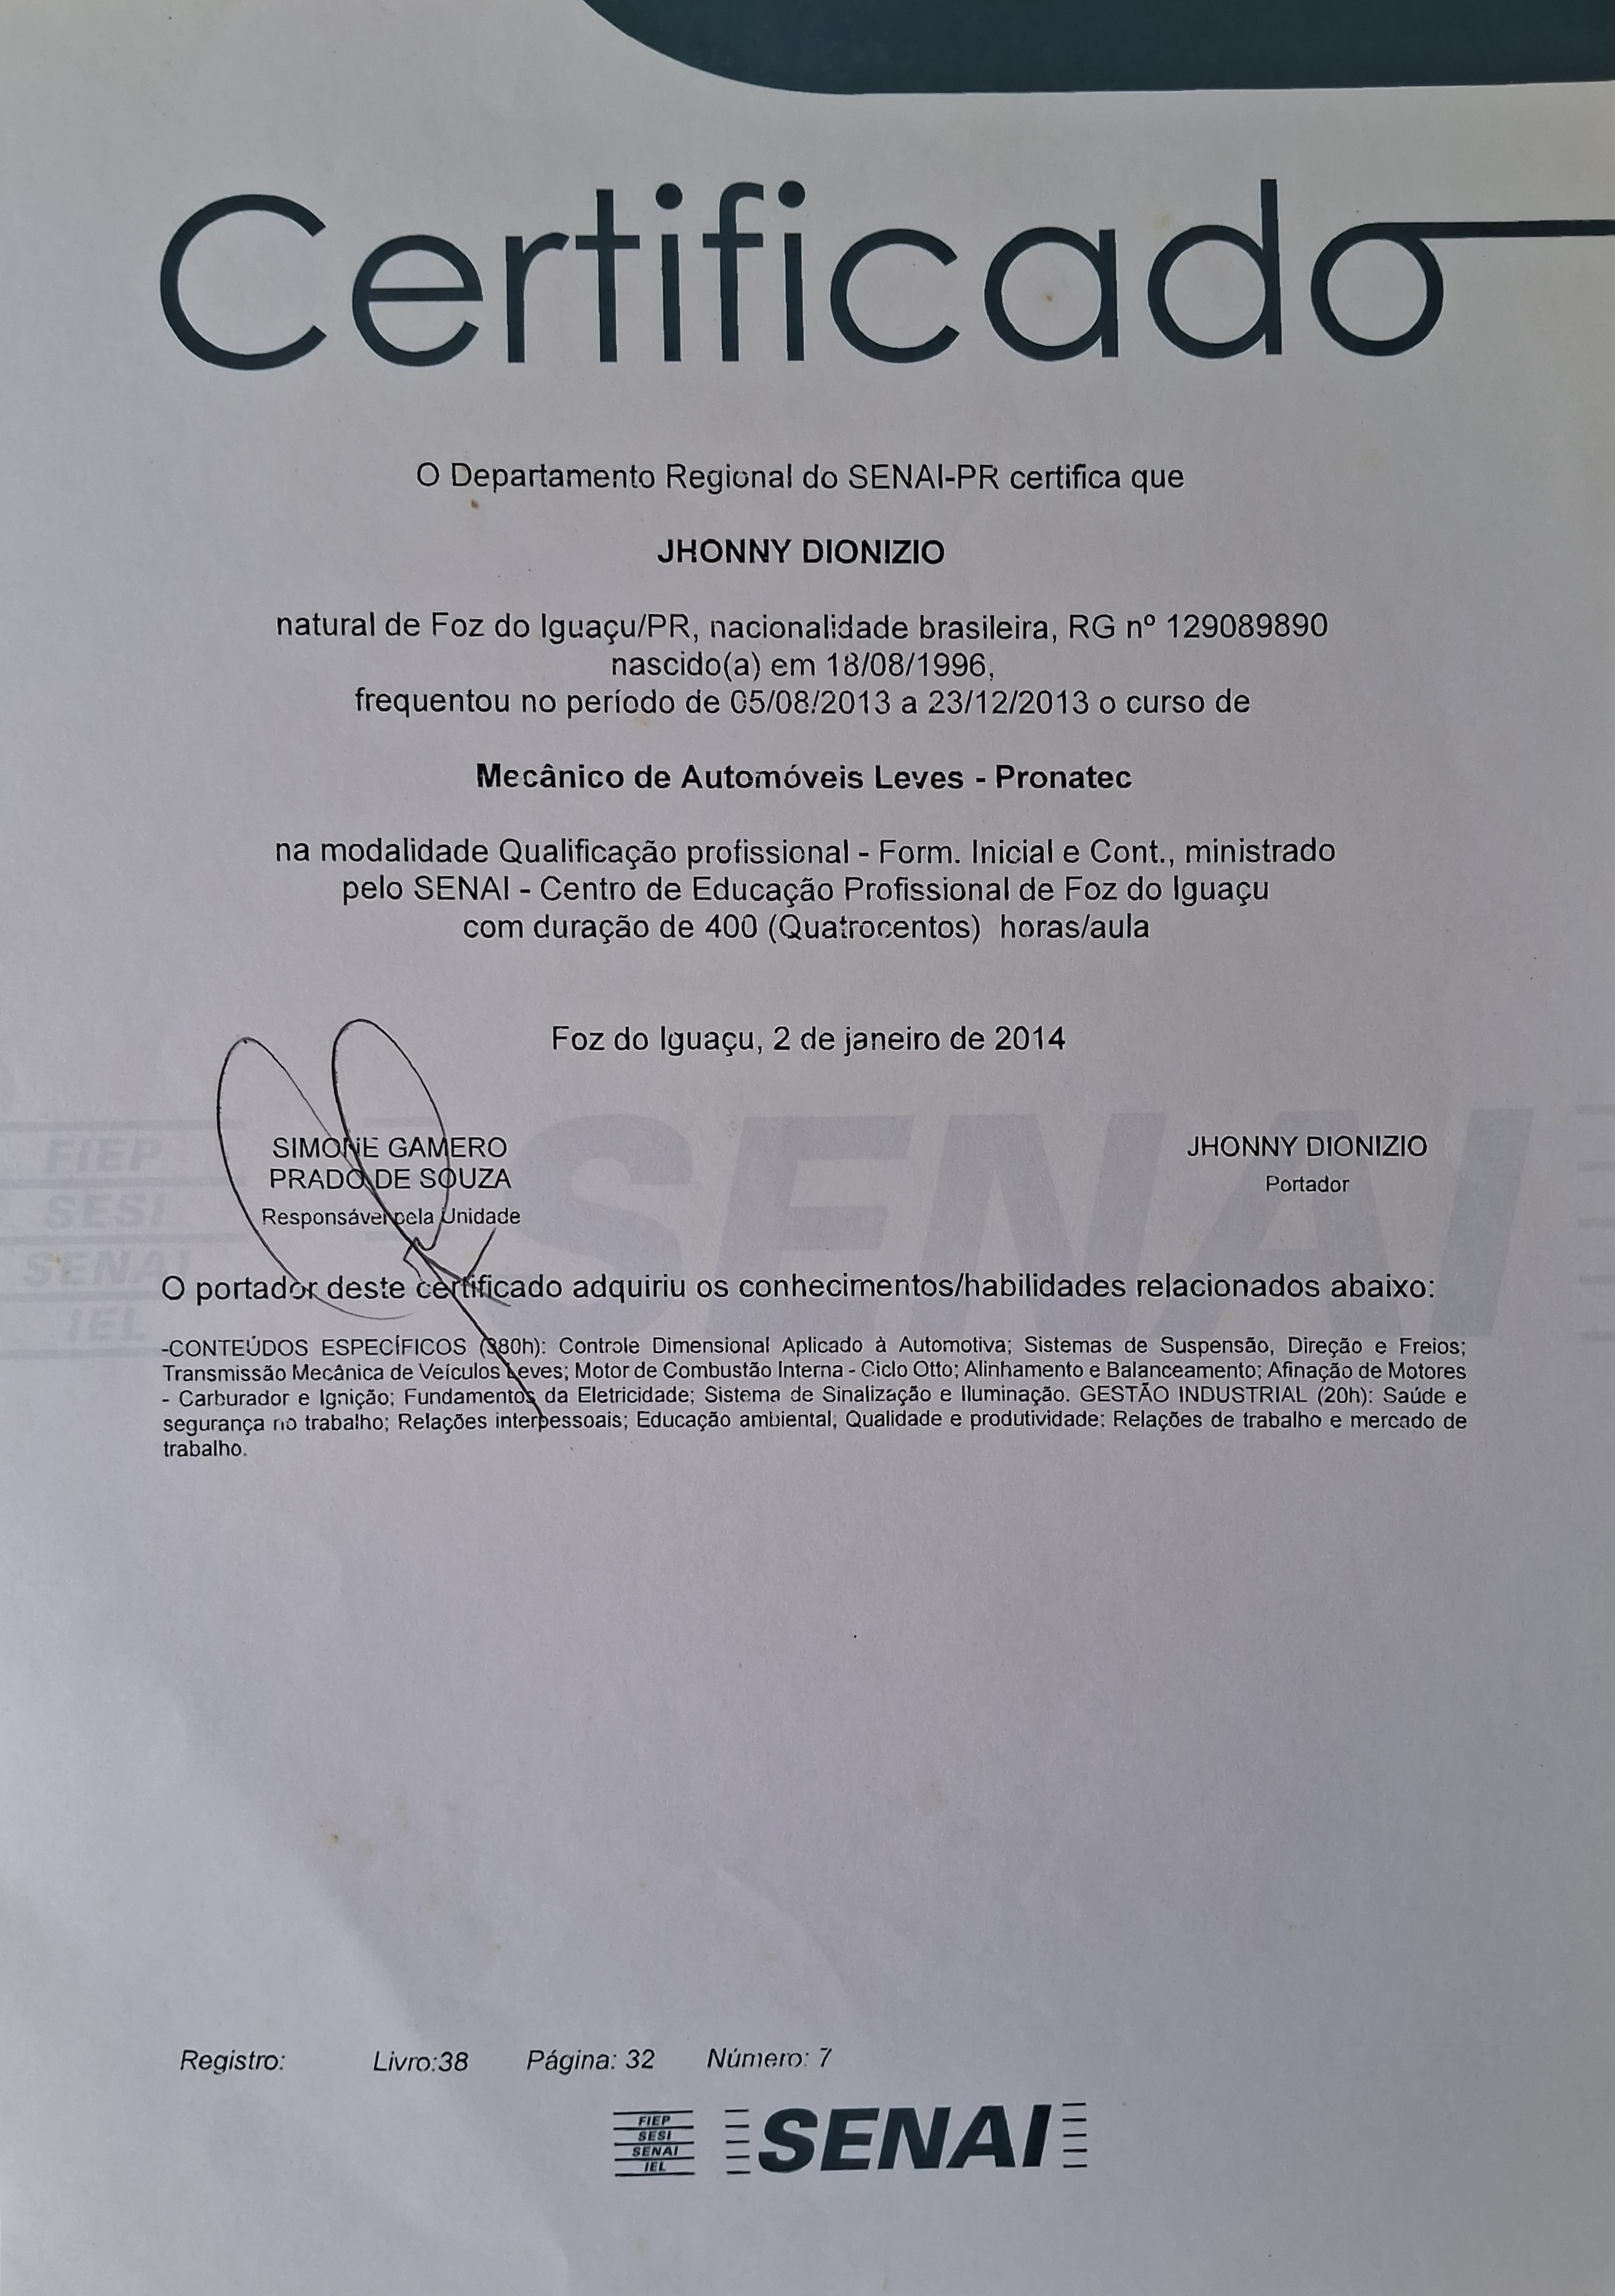 Certificado
O Departamento Regional do SENAI-PR certifica que
JHONNY DIONIZIO
natural de Foz do Iguaçu/PR, nacionalidade brasileira, RG nº 129089890
nascido(a) em 18/08/1996,
frequentou no período de 05/08/2013 a 23/12/2013 o curso de
Mecânico de Automóveis Leves - Pronatec
na modalidade Qualificação profissional - Form. Inicial e Cont., ministrado
pelo SENAI - Centro de Educação Profissional de Foz do Iguaçu
com duração de 400 (Quatrocentos) horas/aula
Foz do Iguaçu, 2 de janeiro de 2014
SIMONE GAMERO
PRADO DE SOUZA
Responsável pela Unidade
JHONNY DIONIZIO
Portador
FIEP
SESI
SENAI
IEL
SENAI
O portador deste certificado adquiriu os conhecimentos/habilidades relacionados abaixo:
-CONTEÚDOS ESPECÍFICOS (380h): Controle Dimensional Aplicado à Automotiva; Sistemas de Suspensão, Direção e Freios;
Transmissão Mecânica de Veículos Leves; Motor de Combustão Interna - Ciclo Otto; Alinhamento e Balanceamento; Afinação de Motores
- Carburador e Ignição; Fundamentos da Eletricidade; Sistema de Sinalização e Iluminação. GESTÃO INDUSTRIAL (20h): Saúde e
segurança no trabalho; Relações interpessoais; Educação ambiental; Qualidade e produtividade; Relações de trabalho e mercado de
trabalho.
Registro: Livro:38 Página: 32 Número: 7
FIEP
SESI
SENAI
IEL
SENAI